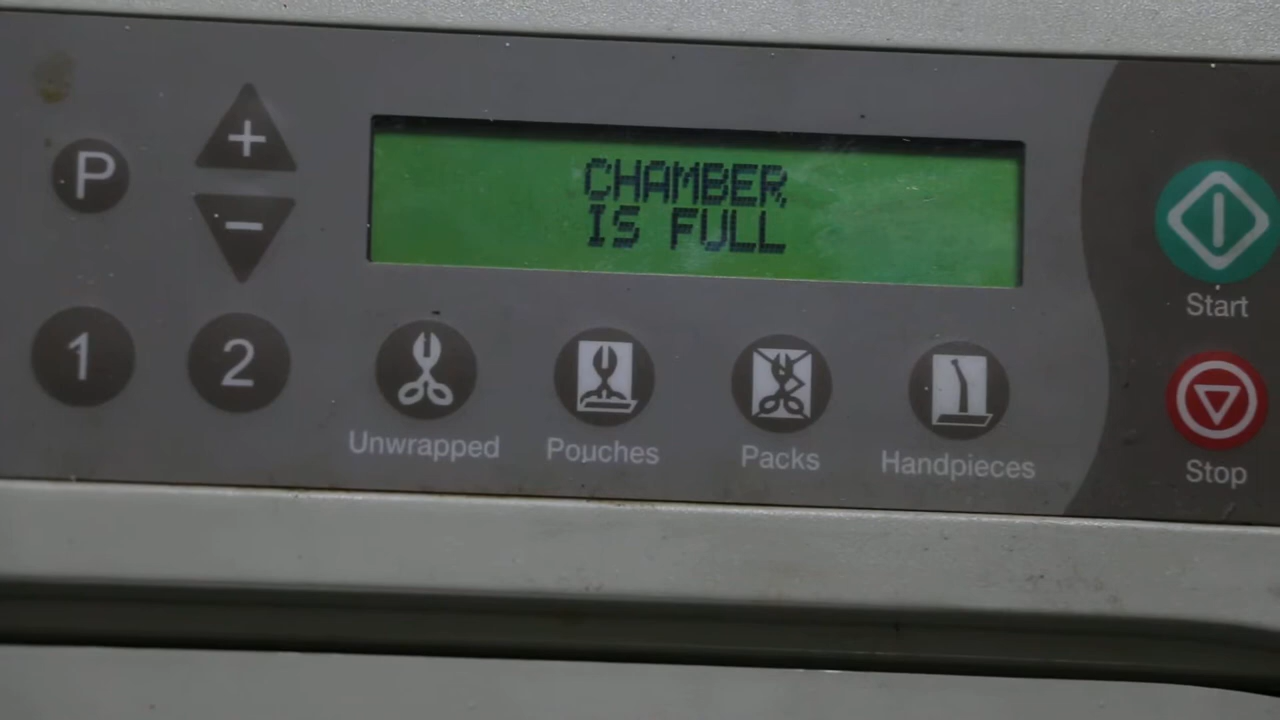 P
+
−
CHAMBER
IS FULL
Start
1
2
Unwrapped
Pouches
Packs
Handpieces
Stop